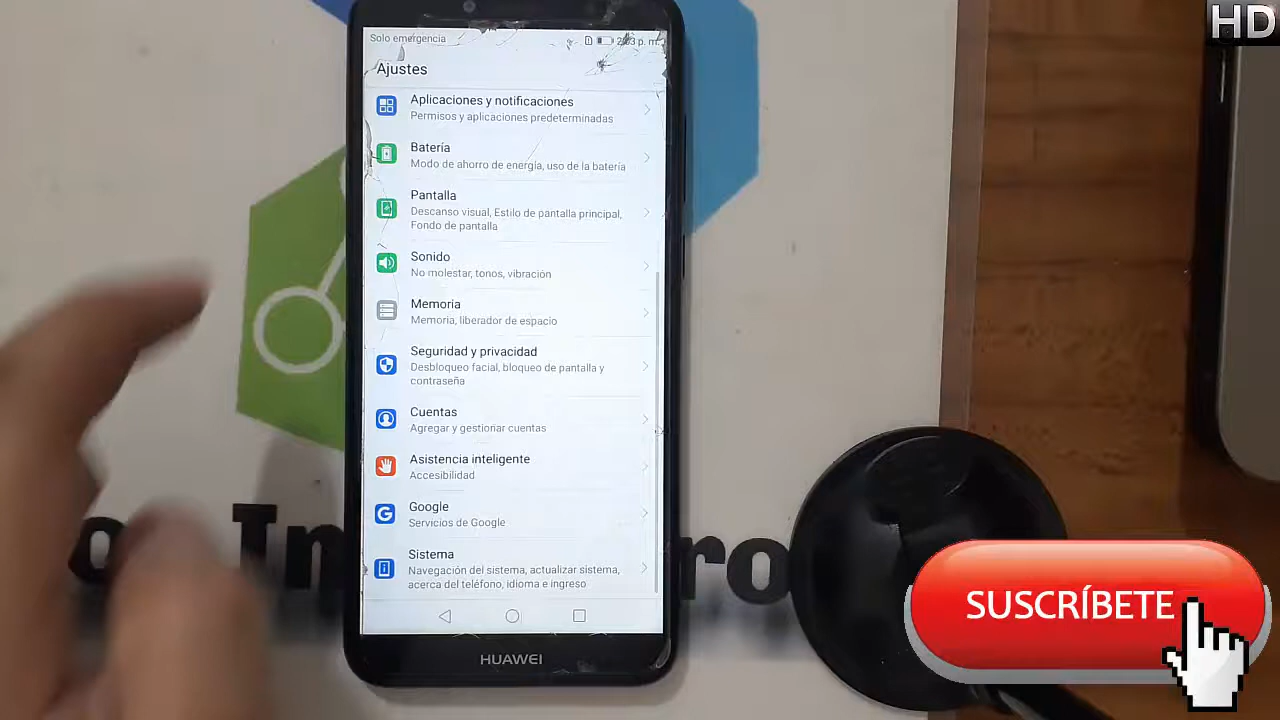 HD
Solo emergencia
Ajustes
Aplicaciones y notificaciones
Permisos y aplicaciones predeterminadas
Batería
Modo de ahorro de energía, uso de la batería
Pantalla
Descanso visual, Estilo de pantalla principal,
Fondo de pantalla
Sonido
No molestar, tonos, vibración
Memoria
Memoria, liberador de espacio
Seguridad y privacidad
Desbloqueo facial, bloqueo de pantalla y
contraseña
Cuentas
Agregar y gestionar cuentas
Asistencia inteligente
Accesibilidad
Google
Servicios de Google
Sistema
Navegación del sistema, actualizar sistema,
acerca del teléfono, idioma e ingreso
HUAWEI
SUSCRÍBETE